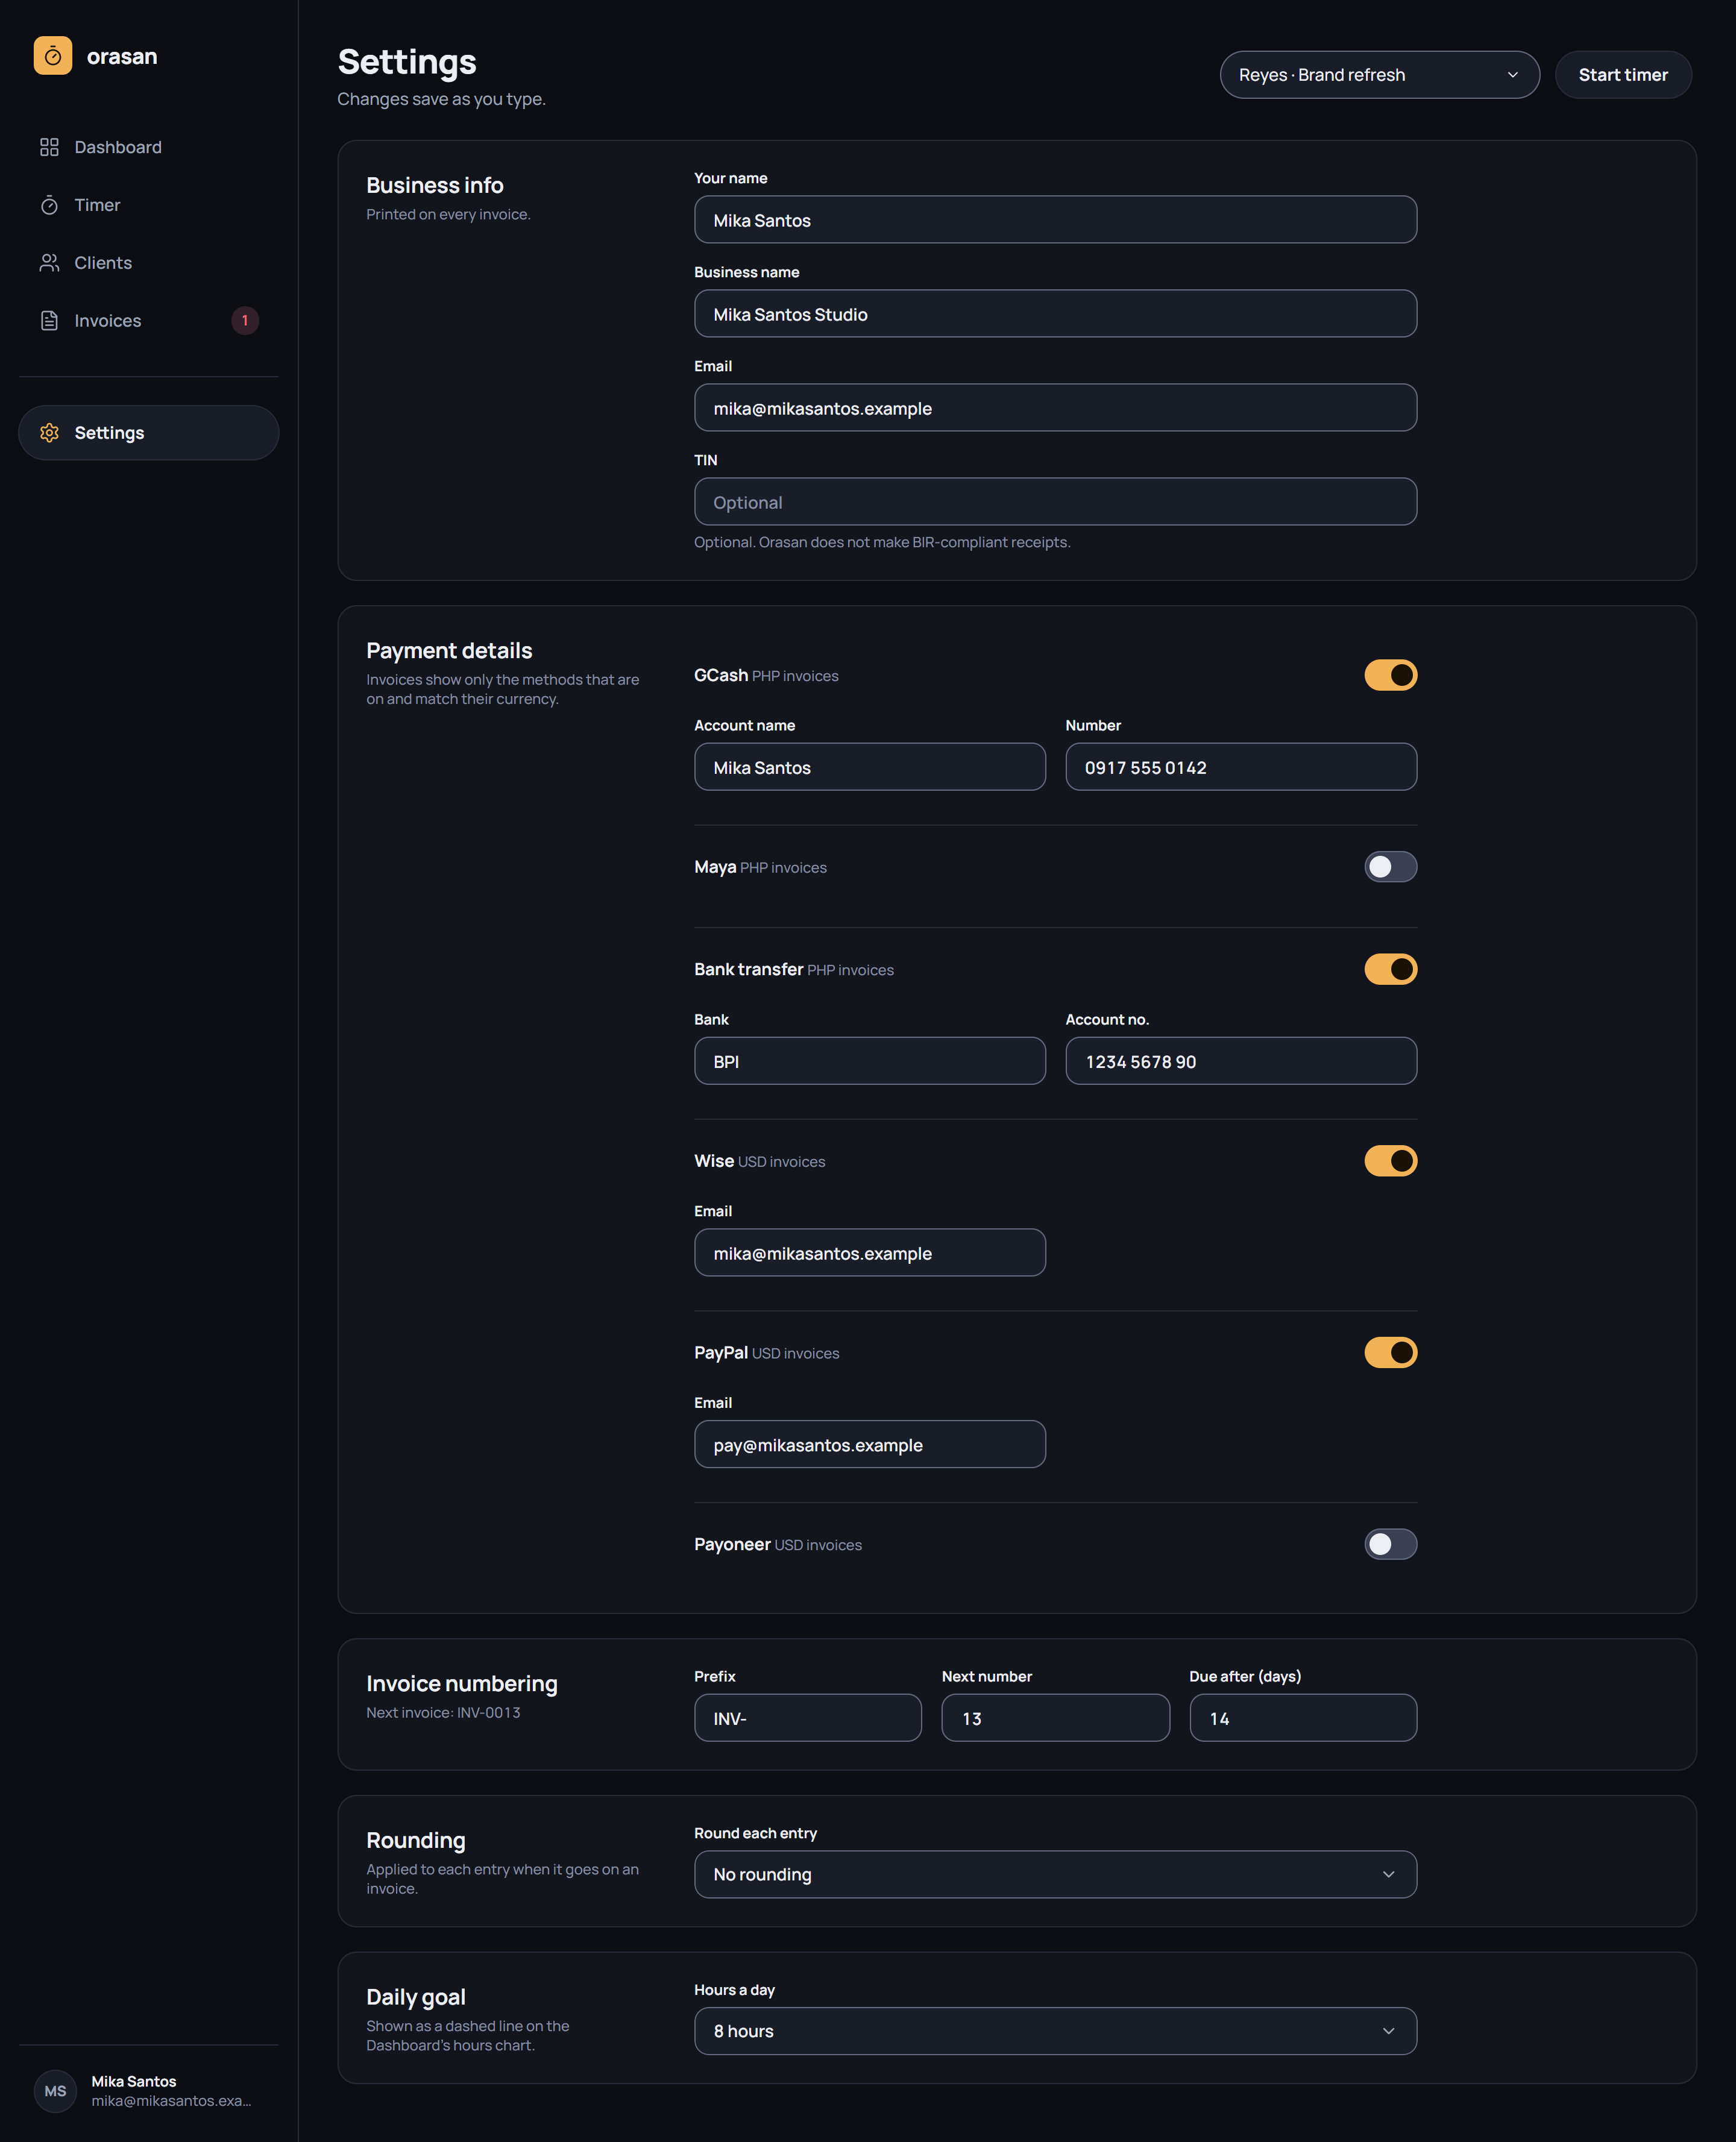 orasan
Dashboard
Timer
Clients
Invoices 1
Settings
MS
Mika Santos
mika@mikasantos.exa…
Settings
Changes save as you type.
Reyes · Brand refresh
Start timer
Business info
Printed on every invoice.
Your name
Mika Santos
Business name
Mika Santos Studio
Email
mika@mikasantos.example
TIN
Optional
Optional. Orasan does not make BIR-compliant receipts.
Payment details
Invoices show only the methods that are
on and match their currency.
GCash PHP invoices
Account name
Mika Santos
Number
0917 555 0142
Maya PHP invoices
Bank transfer PHP invoices
Bank
BPI
Account no.
1234 5678 90
Wise USD invoices
Email
mika@mikasantos.example
PayPal USD invoices
Email
pay@mikasantos.example
Payoneer USD invoices
Invoice numbering
Next invoice: INV-0013
Prefix
INV-
Next number
13
Due after (days)
14
Rounding
Applied to each entry when it goes on an
invoice.
Round each entry
No rounding
Daily goal
Shown as a dashed line on the
Dashboard's hours chart.
Hours a day
8 hours